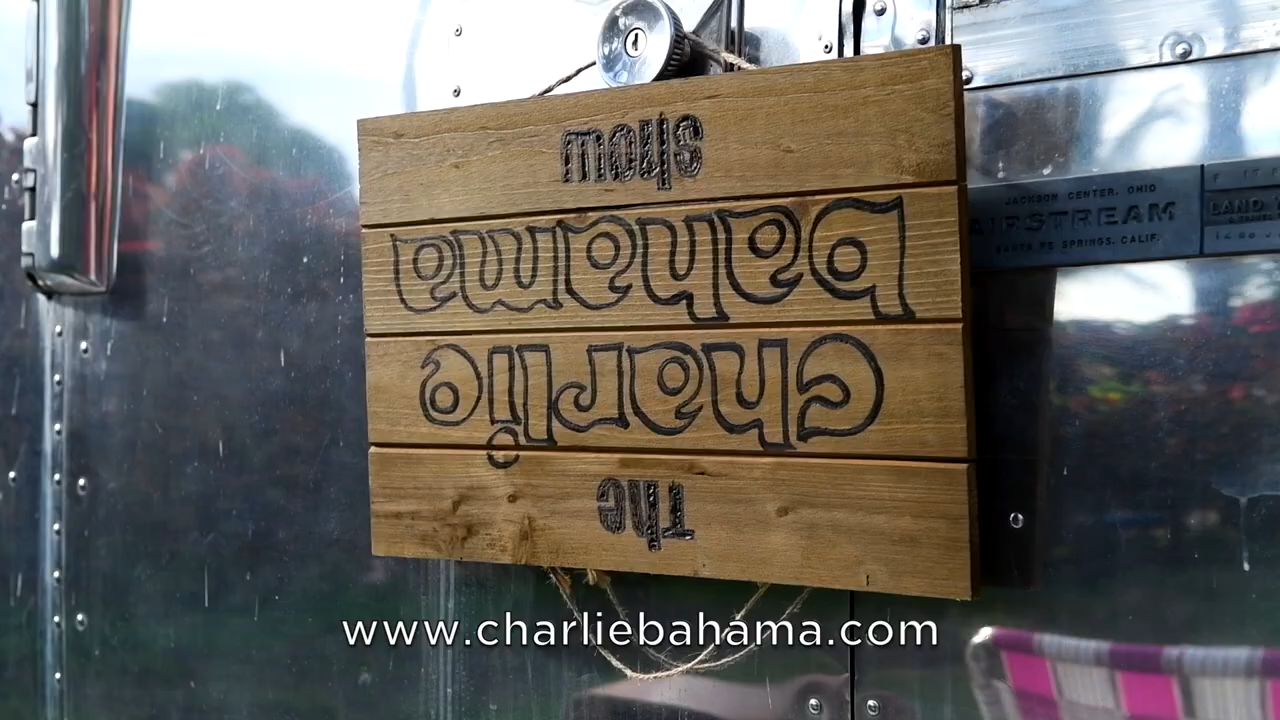 The
charlie
bahama
show
JACKSON CENTER, OHIO
AIRSTREAM
SANTA FE SPRINGS, CALIF.
LAND
www.charliebahama.com